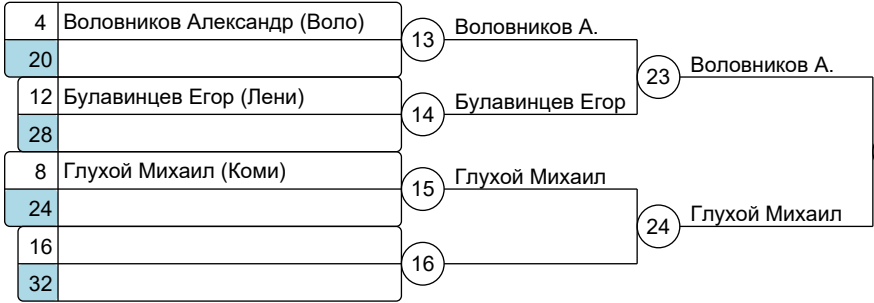 4 Воловников Александр (Воло)
20
12 Булавинцев Егор (Лени)
28
8 Глухой Михаил (Коми)
24
16
32
13 Воловников А.
14 Булавинцев Егор
15 Глухой Михаил
16
23 Воловников А.
24 Глухой Михаил